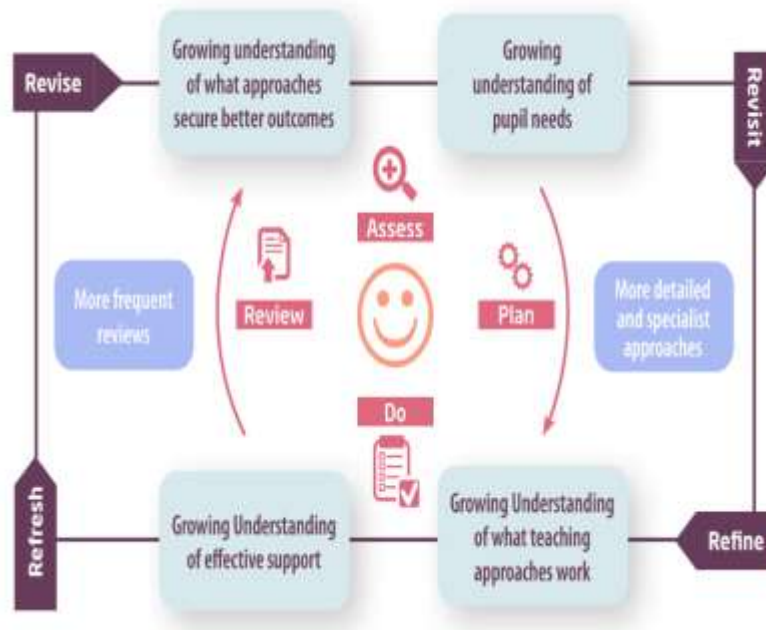 Revise
Growing understanding
of what approaches
secure better outcomes
Growing
understanding of
pupil needs
Revisit
Assess
More frequent
reviews
Review
Plan
More detailed
and specialist
approaches
Do
Refresh
Growing Understanding
of effective support
Growing Understanding
of what teaching
approaches work
Refine